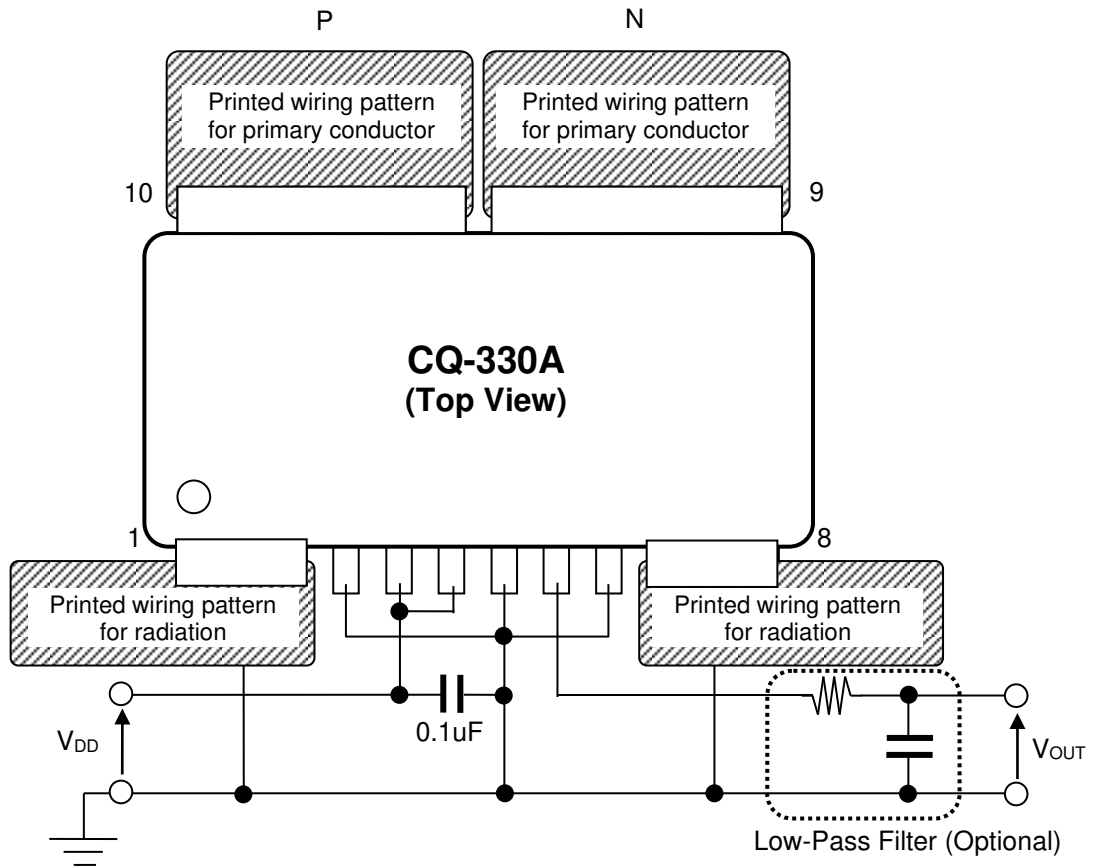 P
N
Printed wiring pattern
for primary conductor
Printed wiring pattern
for primary conductor
10
9
CQ-330A
(Top View)
1
8
Printed wiring pattern
for radiation
Printed wiring pattern
for radiation
0.1uF
VDD
VOUT
Low-Pass Filter (Optional)